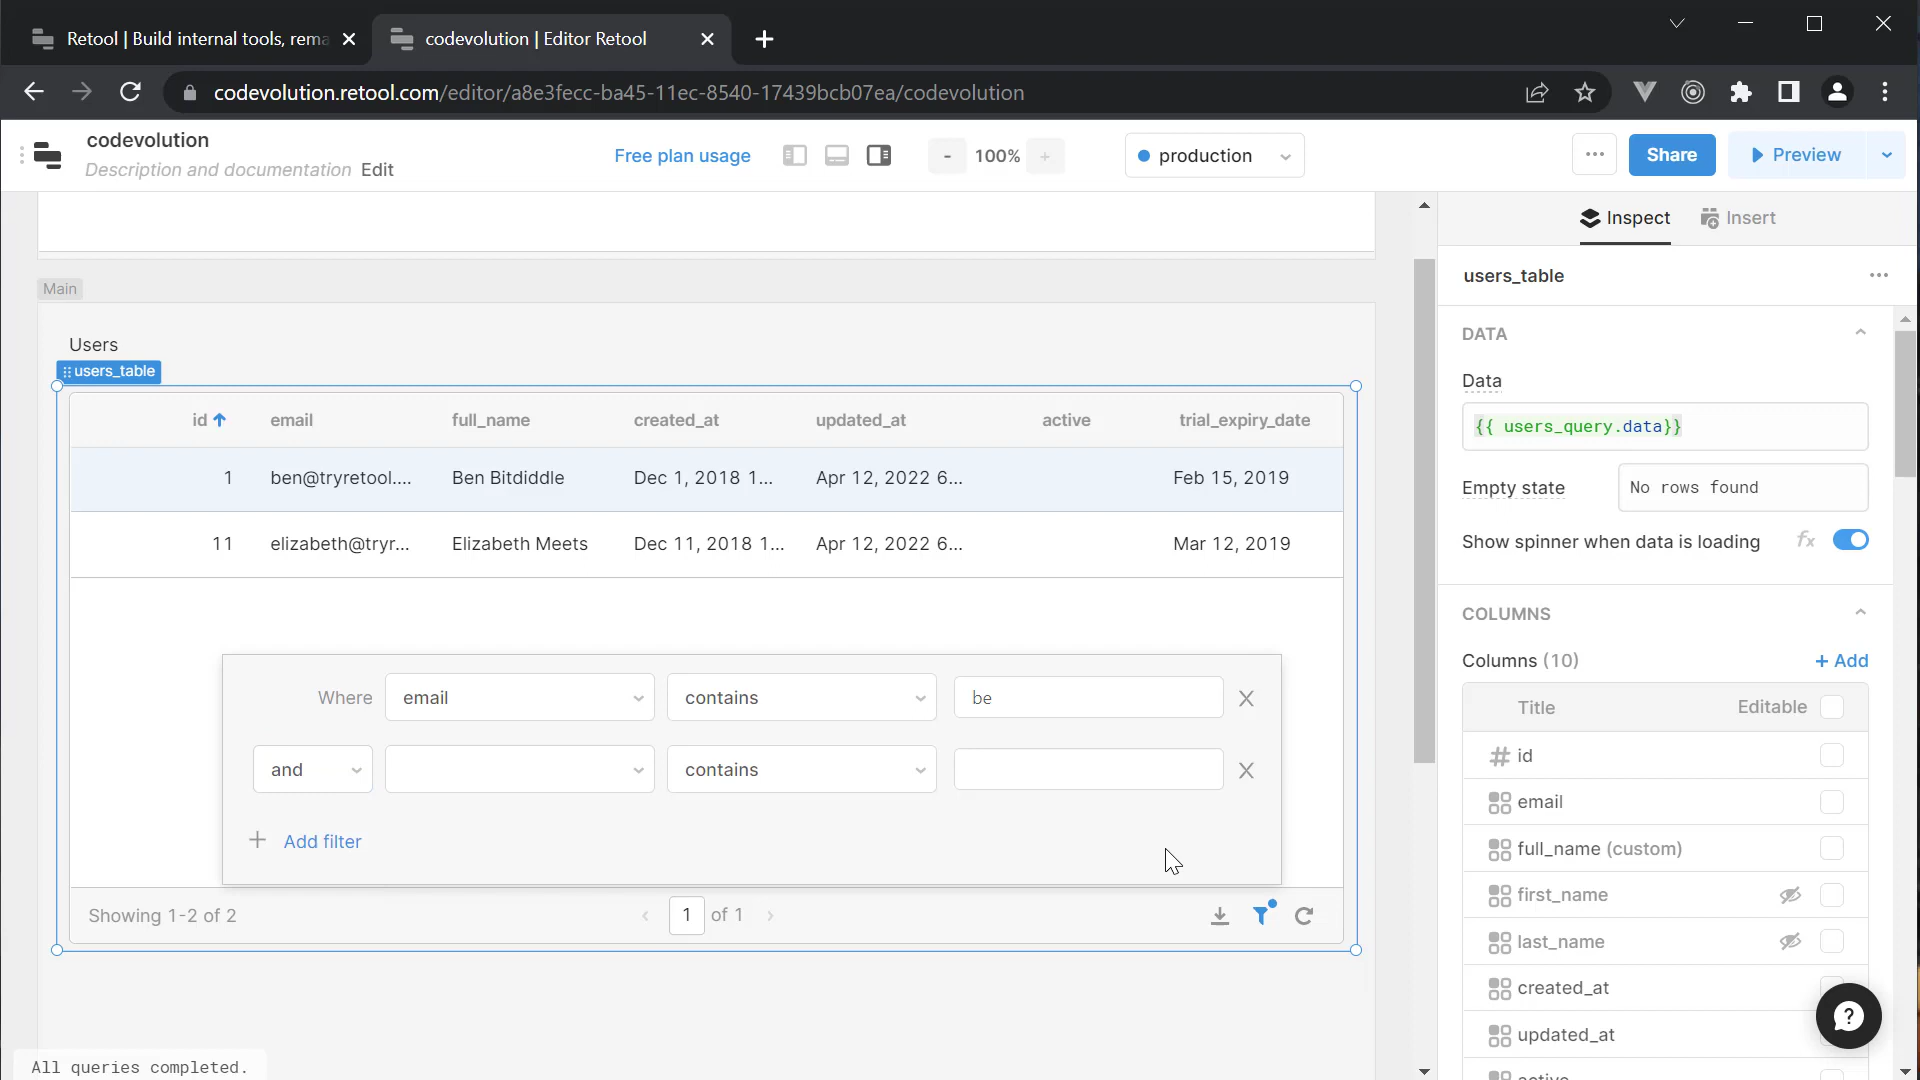 Retool | Build internal tools, rema
codevolution | Editor Retool
codevolution.retool.com/editor/a8e3fecc-ba45-11ec-8540-17439bcb07ea/codevolution
codevolution
Description and documentation Edit
Free plan usage
- 100% +
production
Share
Preview
Inspect
Insert
Main
Users
users_table
id email full_name created_at updated_at active trial_expiry_date
1 ben@tryretool.... Ben Bitdiddle Dec 1, 2018 1... Apr 12, 2022 6... Feb 15, 2019
11 elizabeth@tryr... Elizabeth Meets Dec 11, 2018 1... Apr 12, 2022 6... Mar 12, 2019
Where email contains be
and contains
+ Add filter
Showing 1-2 of 2
1 of 1
All queries completed.
users_table
DATA
Data
{{ users_query.data}}
Empty state No rows found
Show spinner when data is loading fx
COLUMNS
Columns (10) + Add
Title Editable
id
email
full_name (custom)
first_name
last_name
created_at
updated_at
active